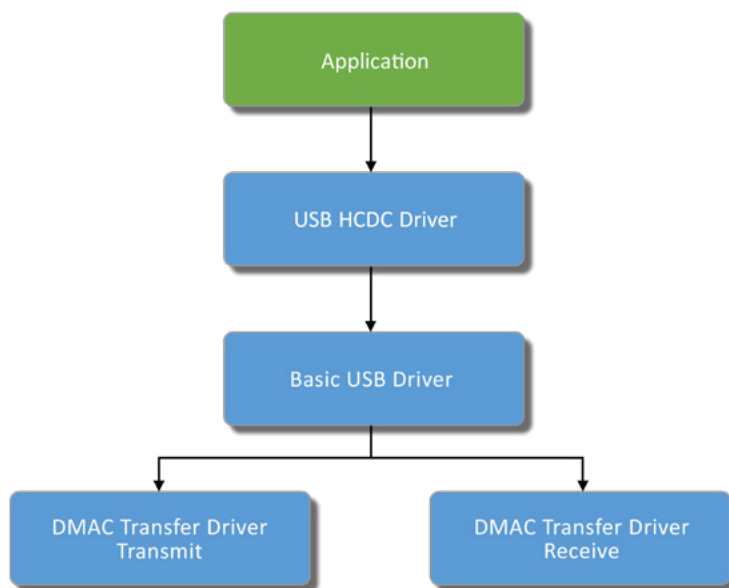 Application
USB HCDC Driver
Basic USB Driver
DMAC Transfer Driver
Transmit
DMAC Transfer Driver
Receive